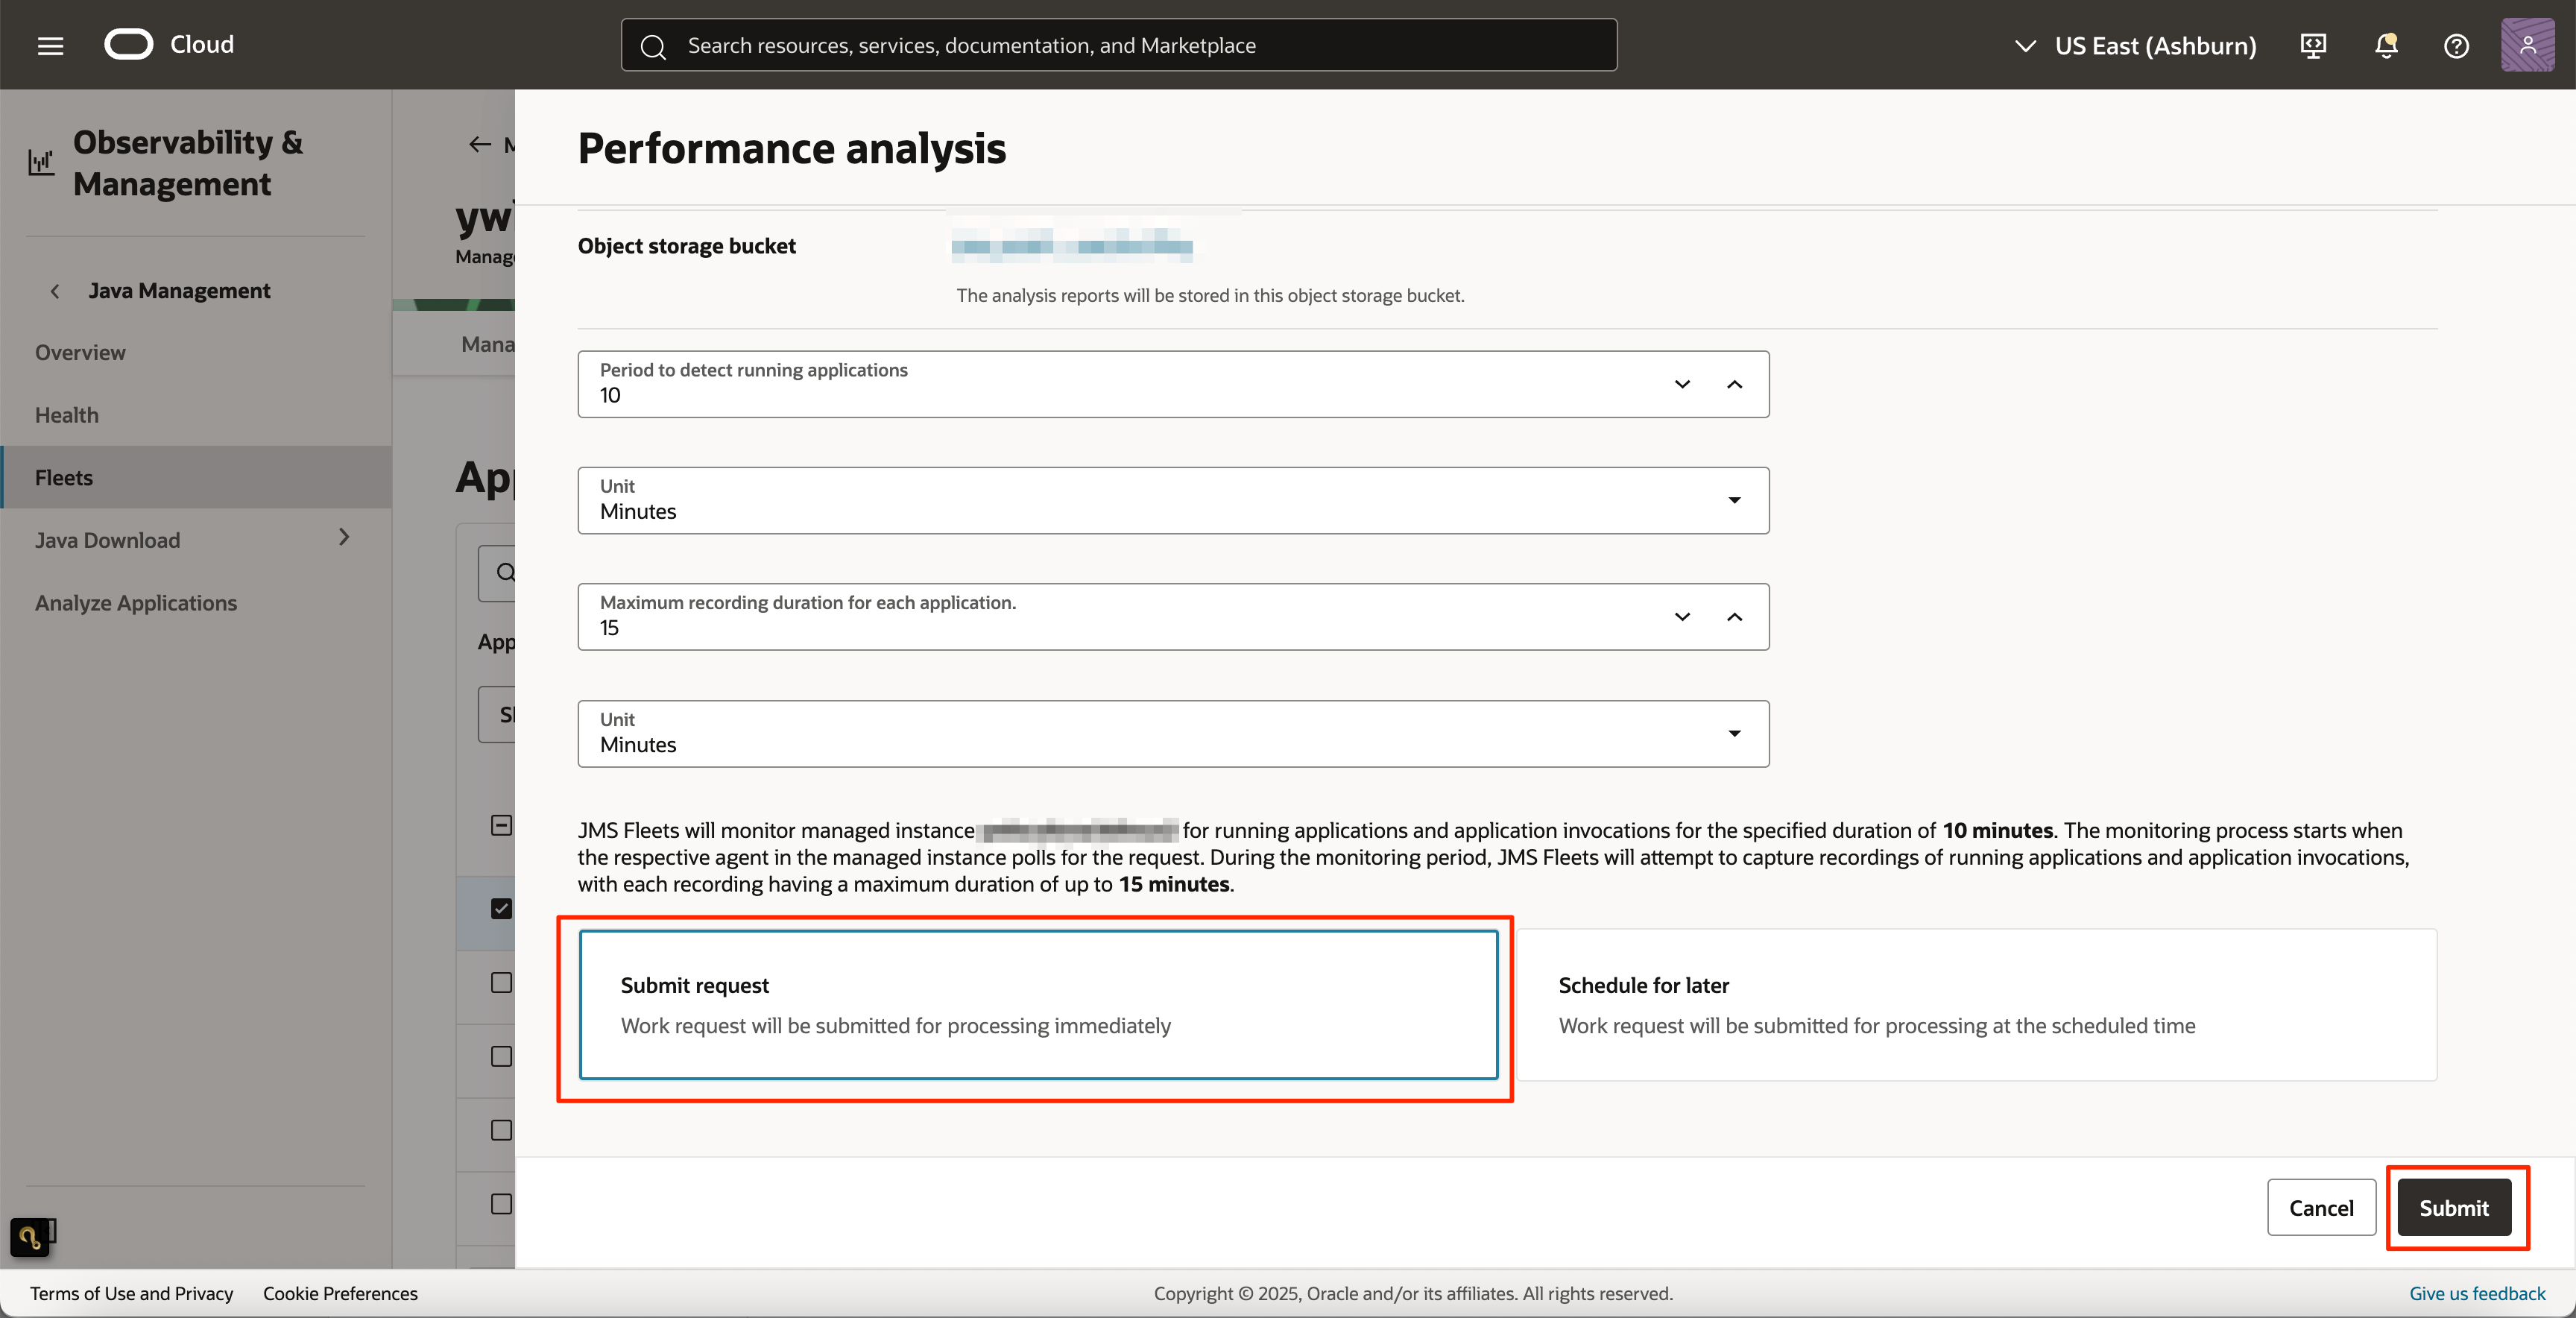 Cloud
Search resources, services, documentation, and Marketplace
US East (Ashburn)
Observability &
Management
Java Management
Overview
Health
Fleets
Java Download
Analyze Applications
Performance analysis
Object storage bucket
The analysis reports will be stored in this object storage bucket.
Period to detect running applications
10
Unit
Minutes
Maximum recording duration for each application.
15
Unit
Minutes
JMS Fleets will monitor managed instance for running applications and application invocations for the specified duration of 10 minutes. The monitoring process starts when
the respective agent in the managed instance polls for the request. During the monitoring period, JMS Fleets will attempt to capture recordings of running applications and application invocations,
with each recording having a maximum duration of up to 15 minutes.
Submit request
Work request will be submitted for processing immediately
Schedule for later
Work request will be submitted for processing at the scheduled time
Cancel
Submit
Terms of Use and Privacy
Cookie Preferences
Copyright © 2025, Oracle and/or its affiliates. All rights reserved.
Give us feedback